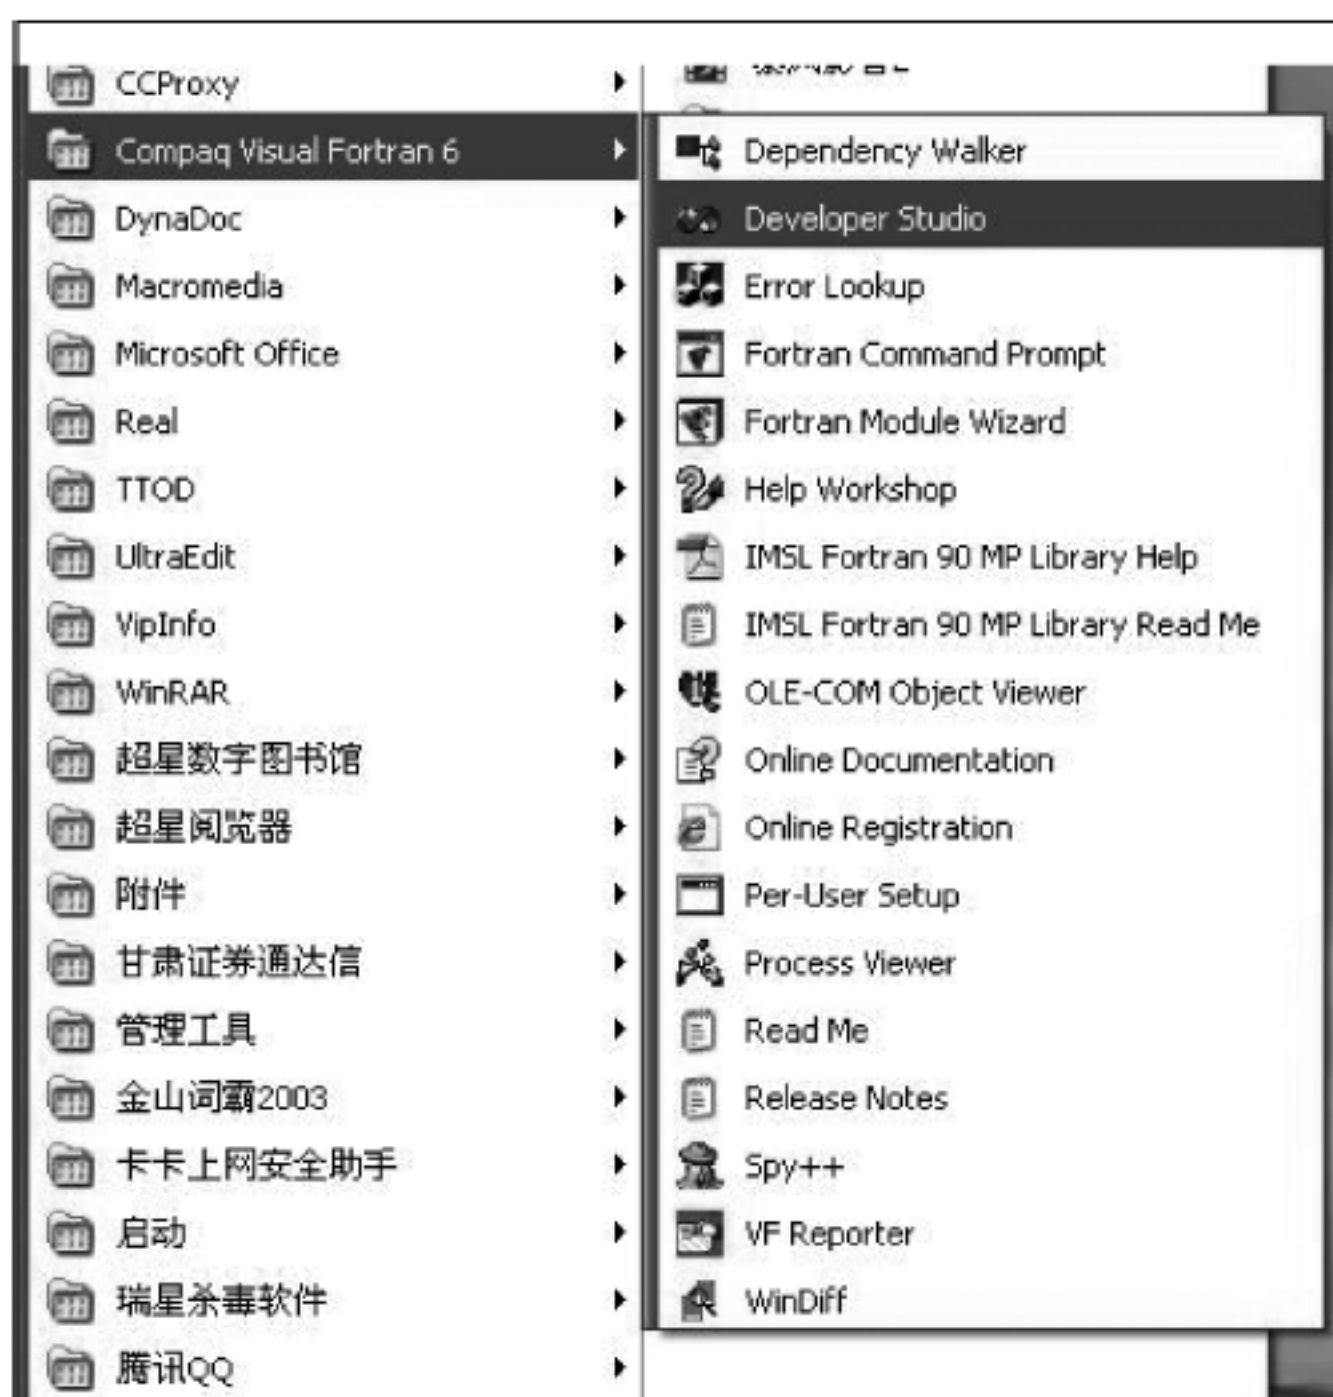 CCProxy
Compaq Visual Fortran 6
DynaDoc
Macromedia
Microsoft Office
Real
TTOD
UltraEdit
VipInfo
WinRAR
超星数字图书馆
超星阅览器
附件
甘肃证券通达信
管理工具
金山词霸2003
卡卡上网安全助手
启动
瑞星杀毒软件
腾讯QQ
Dependency Walker
Developer Studio
Error Lookup
Fortran Command Prompt
Fortran Module Wizard
Help Workshop
IMSL Fortran 90 MP Library Help
IMSL Fortran 90 MP Library Read Me
OLE-COM Object Viewer
Online Documentation
Online Registration
Per-User Setup
Process Viewer
Read Me
Release Notes
Spy++
VF Reporter
WinDiff